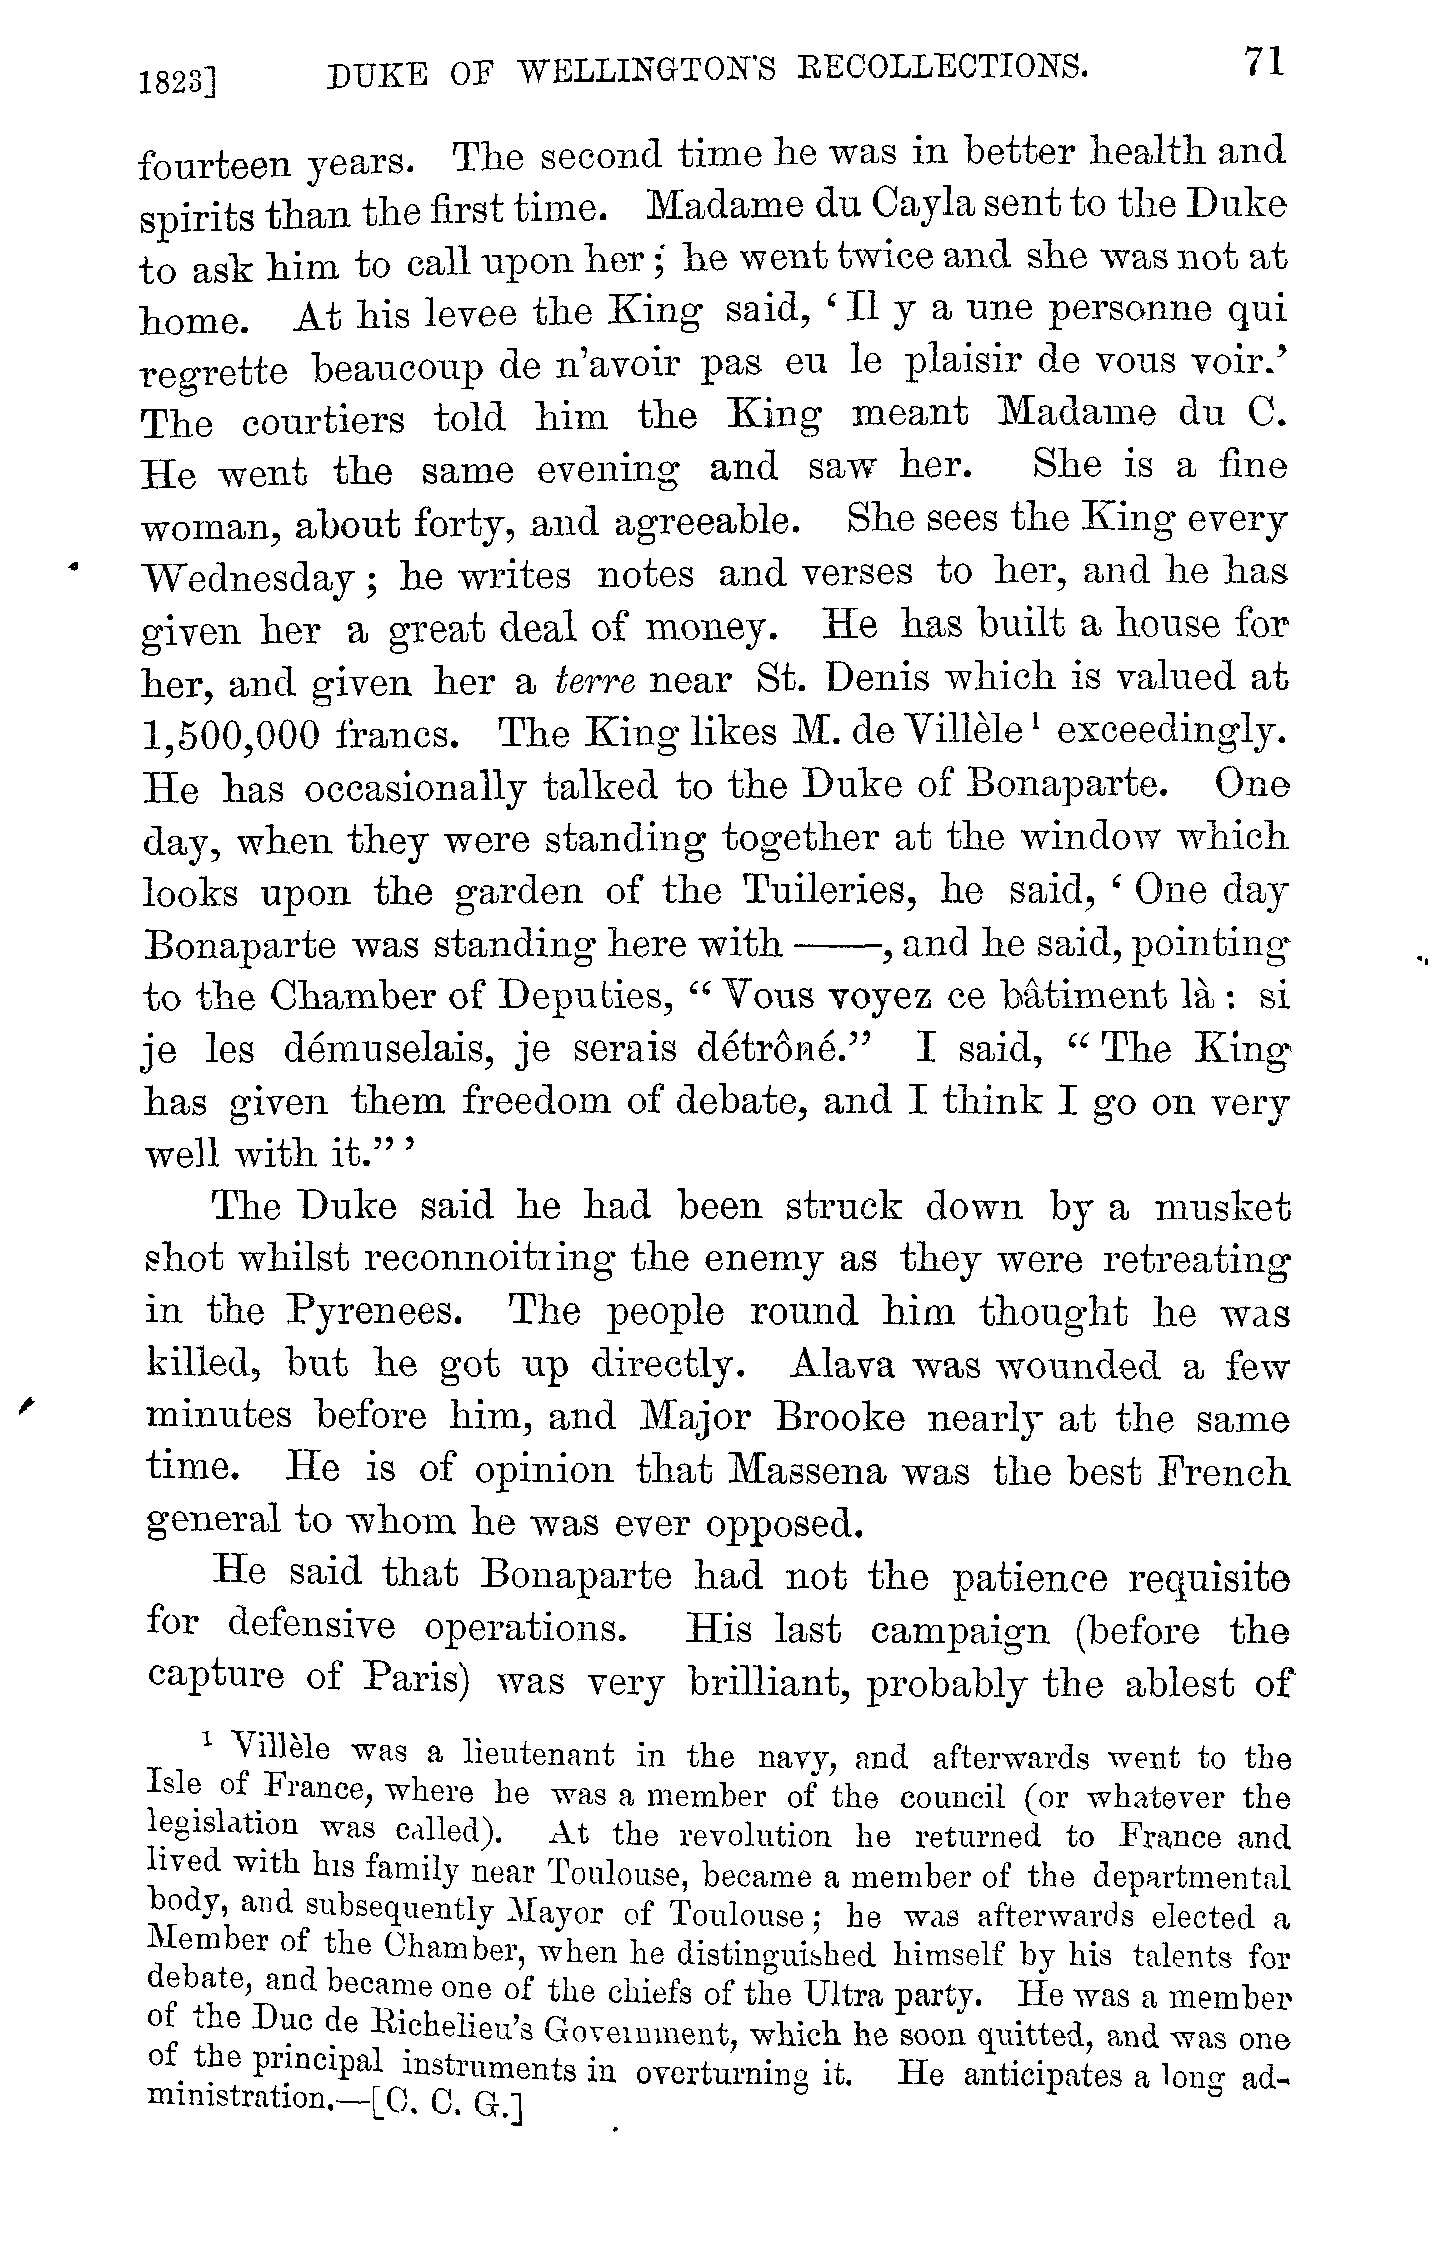 1823] DUKE OF WELLINGTON'S RECOLLECTIONS. 71
fourteen years. The second time he was in better health and
spirits than the first time. Madame du Cayla sent to the Duke
to ask him to call upon her; he went twice and she was not at
home. At his levee the King said, ‘Il y a une personne qui
regrette beaucoup de n'avoir pas eu le plaisir de vous voir.’
The courtiers told him the King meant Madame du C.
He went the same evening and saw her. She is a fine
woman, about forty, and agreeable. She sees the King every
Wednesday; he writes notes and verses to her, and he has
given her a great deal of money. He has built a house for
her, and given her a terre near St. Denis which is valued at
1,500,000 francs. The King likes M. de Villèle¹ exceedingly.
He has occasionally talked to the Duke of Bonaparte. One
day, when they were standing together at the window which
looks upon the garden of the Tuileries, he said, ‘One day
Bonaparte was standing here with ——, and he said, pointing
to the Chamber of Deputies, “Vous voyez ce bâtiment là: si
je les démuselais, je serais détrôné.” I said, “The King
has given them freedom of debate, and I think I go on very
well with it.”’
The Duke said he had been struck down by a musket
shot whilst reconnoitring the enemy as they were retreating
in the Pyrenees. The people round him thought he was
killed, but he got up directly. Alava was wounded a few
minutes before him, and Major Brooke nearly at the same
time. He is of opinion that Massena was the best French
general to whom he was ever opposed.
He said that Bonaparte had not the patience requisite
for defensive operations. His last campaign (before the
capture of Paris) was very brilliant, probably the ablest of
¹ Villèle was a lieutenant in the navy, and afterwards went to the
Isle of France, where he was a member of the council (or whatever the
legislation was called). At the revolution he returned to France and
lived with his family near Toulouse, became a member of the departmental
body, and subsequently Mayor of Toulouse; he was afterwards elected a
Member of the Chamber, when he distinguished himself by his talents for
debate, and became one of the chiefs of the Ultra party. He was a member
of the Duc de Richelieu's Government, which he soon quitted, and was one
of the principal instruments in overturning it. He anticipates a long ad-
ministration.—[C. C. G.]